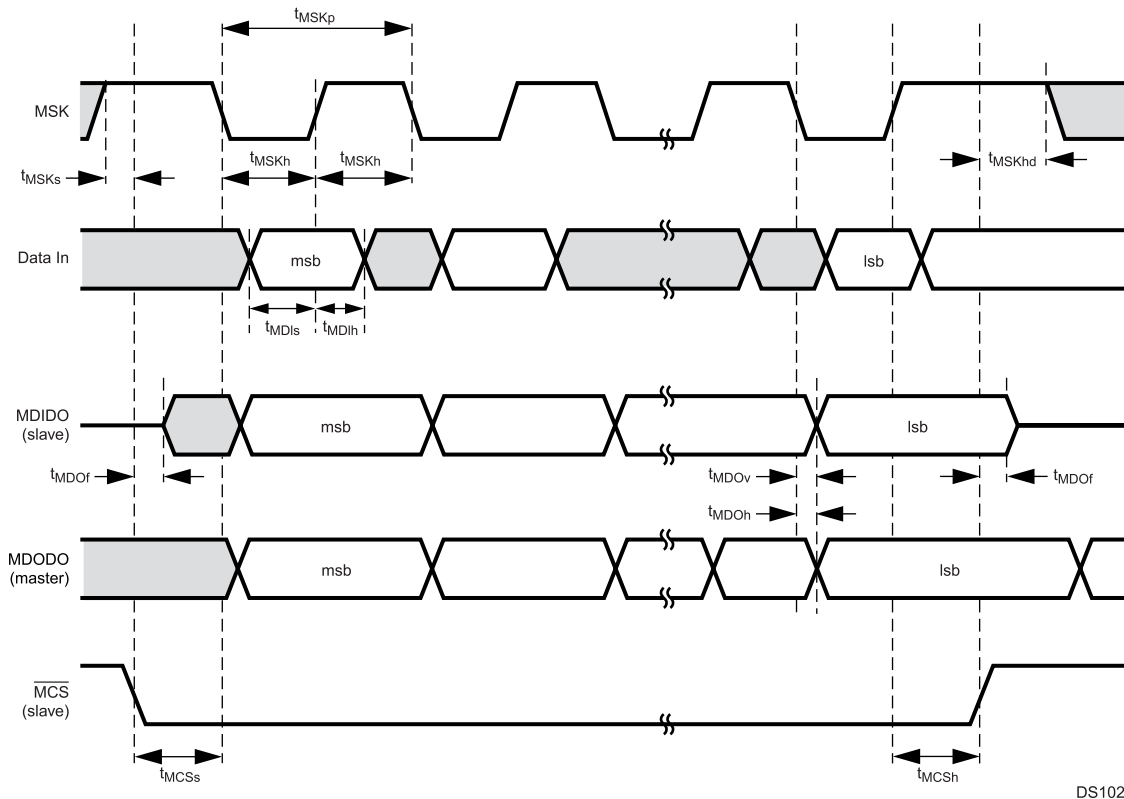 tMSKp
MSK
tMSKs
tMSKh
tMSKh
tMSKhd
Data In
msb
lsb
tMDIs
tMDIh
MDIDO
(slave)
msb
lsb
tMDOf
tMDOv
tMDOf
tMDOh
MDODO
(master)
msb
lsb
MCS
(slave)
tMCSs
tMCSh
DS102